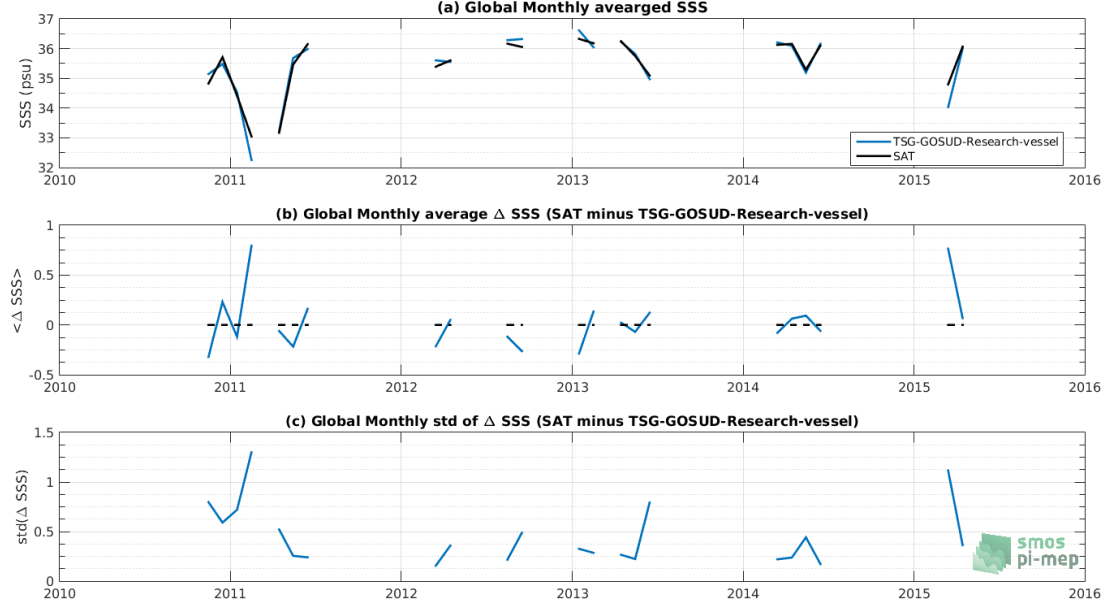 (a) Global Monthly avearged SSS
37
36
35
34
33
32
SSS (psu)
TSG-GOSUD-Research-vessel
SAT
2010 2011 2012 2013 2014 2015 2016
(b) Global Monthly average Δ SSS (SAT minus TSG-GOSUD-Research-vessel)
1
0.5
0
-0.5
<Δ SSS>
2010 2011 2012 2013 2014 2015 2016
(c) Global Monthly std of Δ SSS (SAT minus TSG-GOSUD-Research-vessel)
1.5
1
0.5
0
std(Δ SSS)
2010 2011 2012 2013 2014 2015 2016
smos
pi-mep